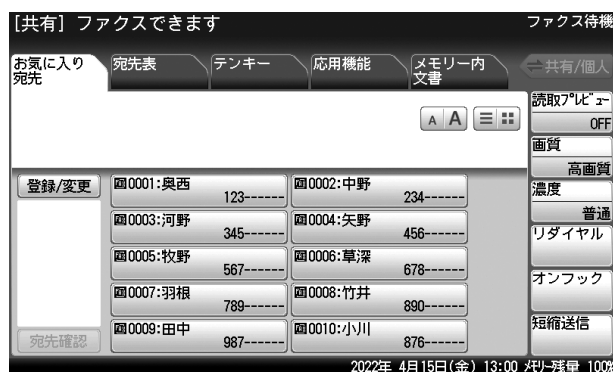 [共有] ファクスできます
ファクス待機
お気に入り
宛先
宛先表
テンキー
応用機能
メモリー内
文書
共有/個人
A A
読取プレビュー
OFF
画質
高画質
濃度
普通
リダイヤル
オンフック
短縮送信
登録/変更
宛先確認
0001:奥西
123------
0002:中野
234------
0003:河野
345------
0004:矢野
456------
0005:牧野
567------
0006:草深
678------
0007:羽根
789------
0008:竹井
890------
0009:田中
987------
0010:小川
876------
2022年 4月15日(金) 13:00 メモリー残量 100%